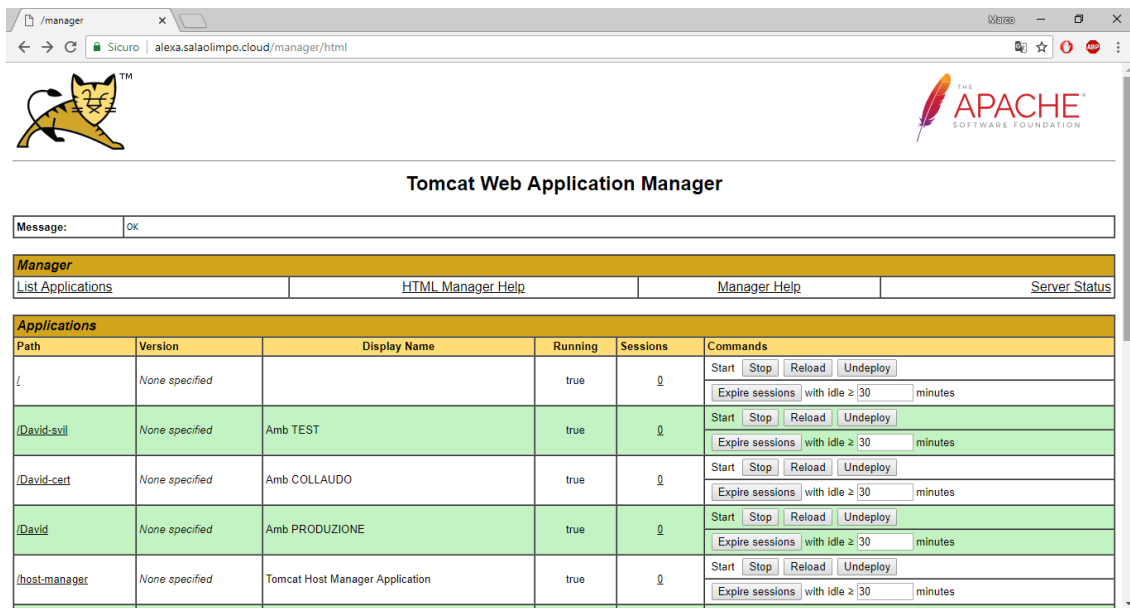 /manager
Marco
Sicuro alexa.salaolimpo.cloud/manager/html
ABP
TM
THE
APACHE
SOFTWARE FOUNDATION
Tomcat Web Application Manager
Message: OK
Manager
List Applications HTML Manager Help Manager Help Server Status
Applications
Path Version Display Name Running Sessions Commands
/ None specified true 0 Start Stop Reload Undeploy
Expire sessions with idle ≥ 30 minutes
/David-svil None specified Amb TEST true 0 Start Stop Reload Undeploy
Expire sessions with idle ≥ 30 minutes
/David-cert None specified Amb COLLAUDO true 0 Start Stop Reload Undeploy
Expire sessions with idle ≥ 30 minutes
/David None specified Amb PRODUZIONE true 0 Start Stop Reload Undeploy
Expire sessions with idle ≥ 30 minutes
/host-manager None specified Tomcat Host Manager Application true 0 Start Stop Reload Undeploy
Expire sessions with idle ≥ 30 minutes